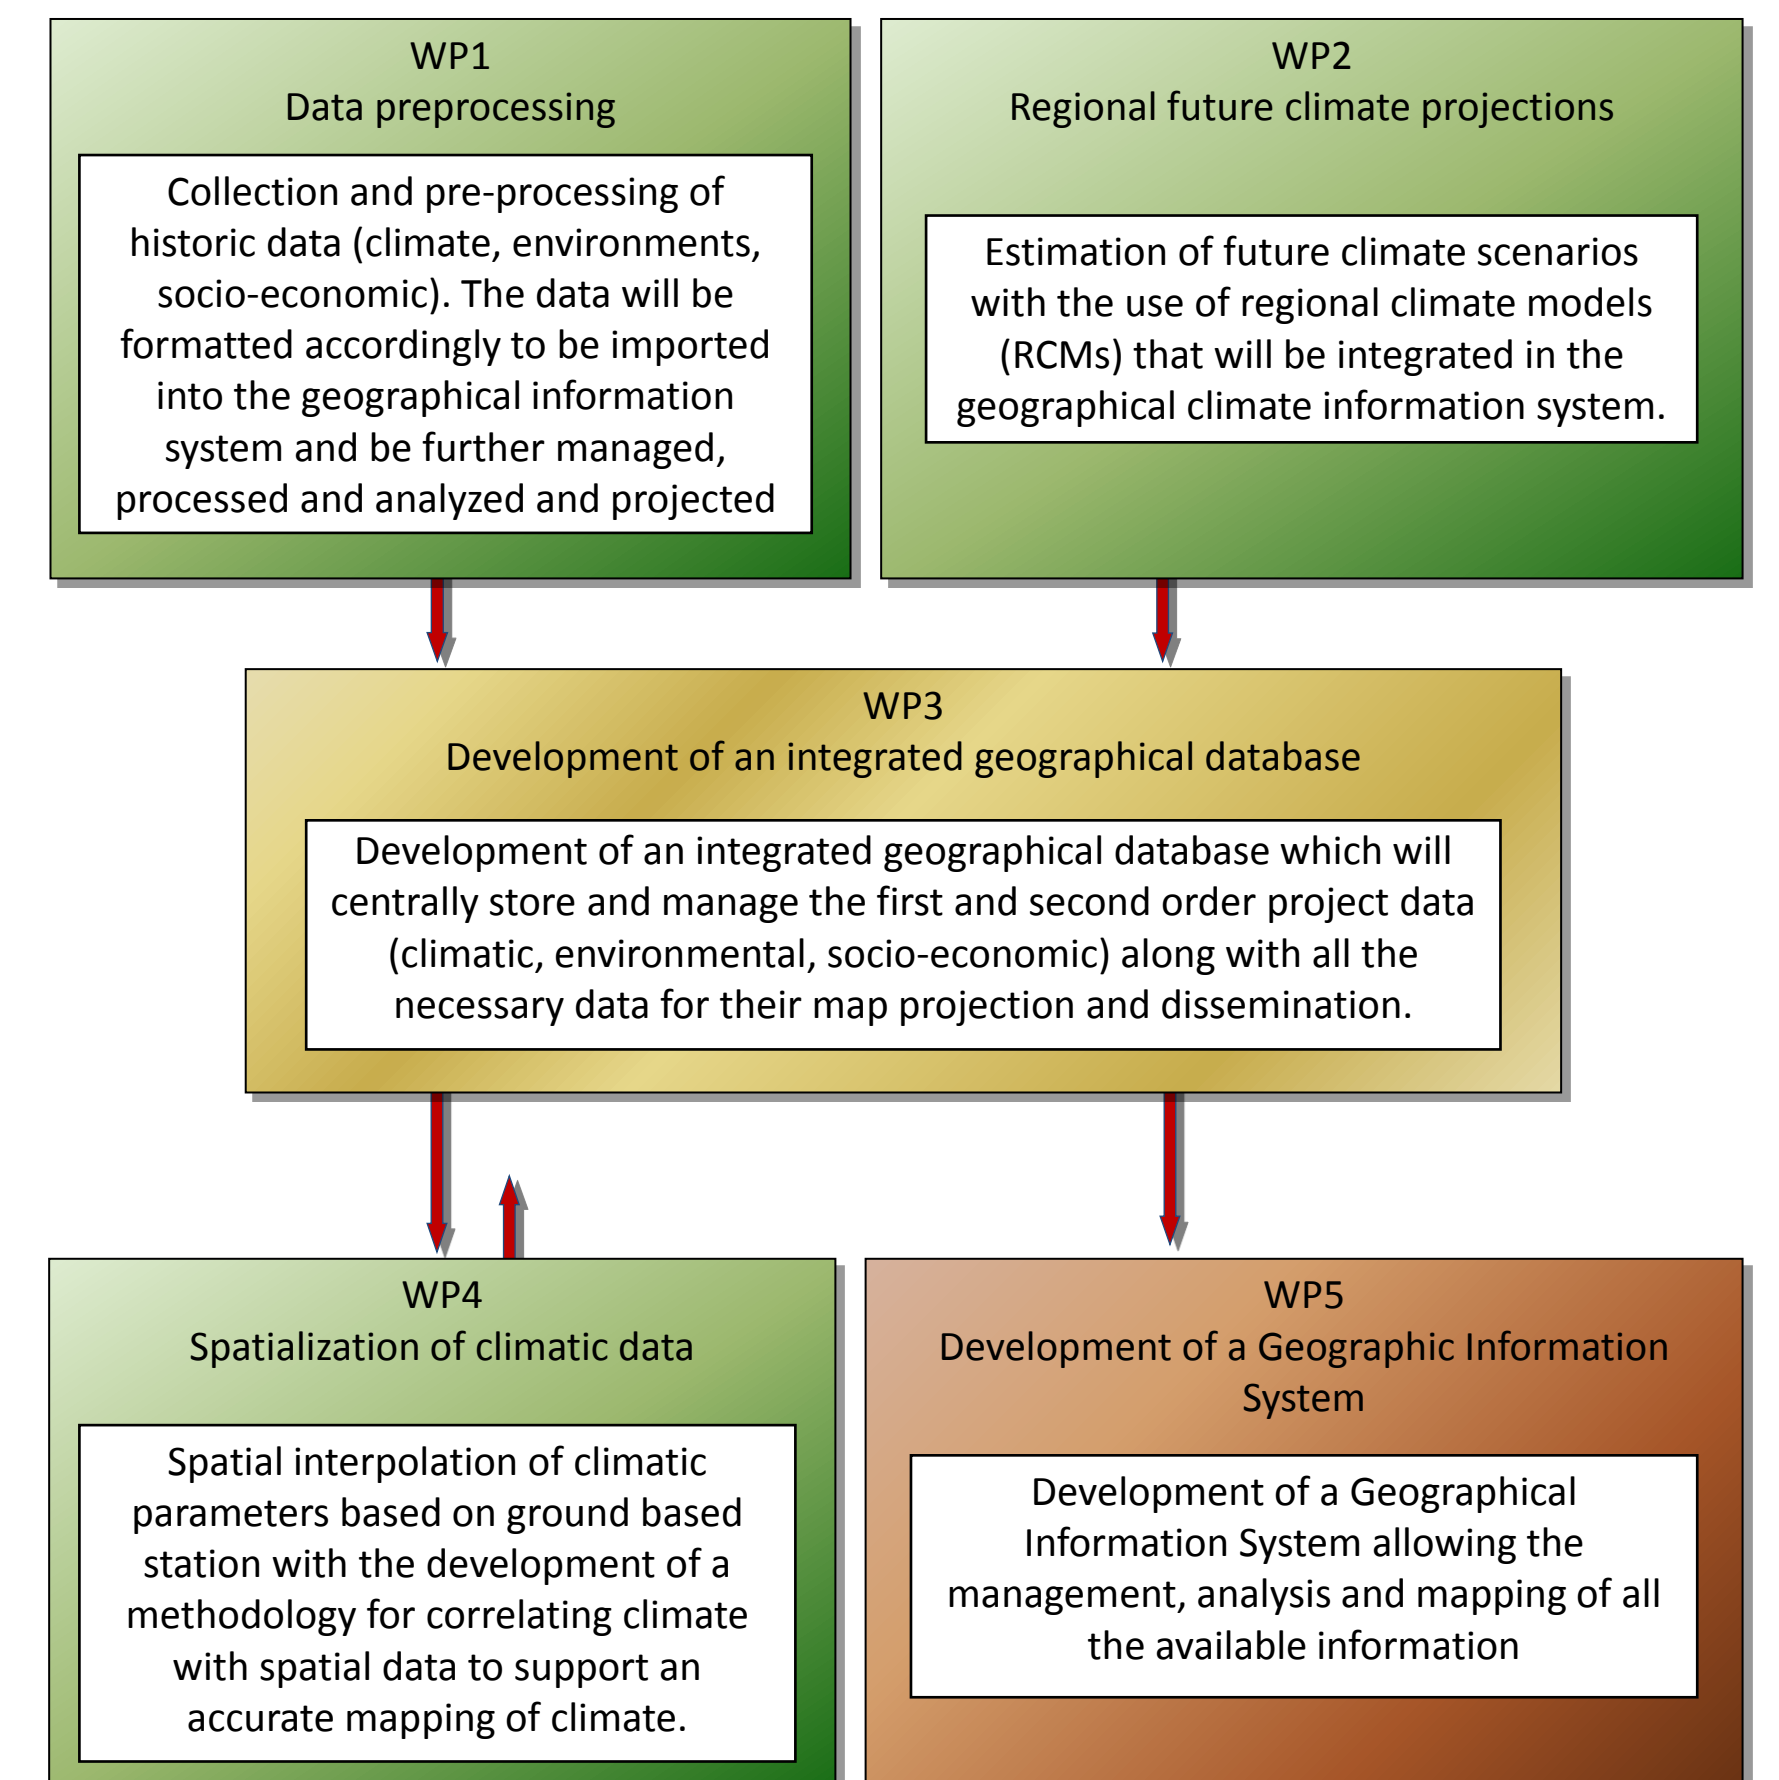 WP1
Data preprocessing
Collection and pre-processing of
historic data (climate, environments,
socio-economic). The data will be
formatted accordingly to be imported
into the geographical information
system and be further managed,
processed and analyzed and projected
WP2
Regional future climate projections
Estimation of future climate scenarios
with the use of regional climate models
(RCMs) that will be integrated in the
geographical climate information system.
WP3
Development of an integrated geographical database
Development of an integrated geographical database which will
centrally store and manage the first and second order project data
(climatic, environmental, socio-economic) along with all the
necessary data for their map projection and dissemination.
WP4
Spatialization of climatic data
Spatial interpolation of climatic
parameters based on ground based
station with the development of a
methodology for correlating climate
with spatial data to support an
accurate mapping of climate.
WP5
Development of a Geographic Information
System
Development of a Geographical
Information System allowing the
management, analysis and mapping of all
the available information